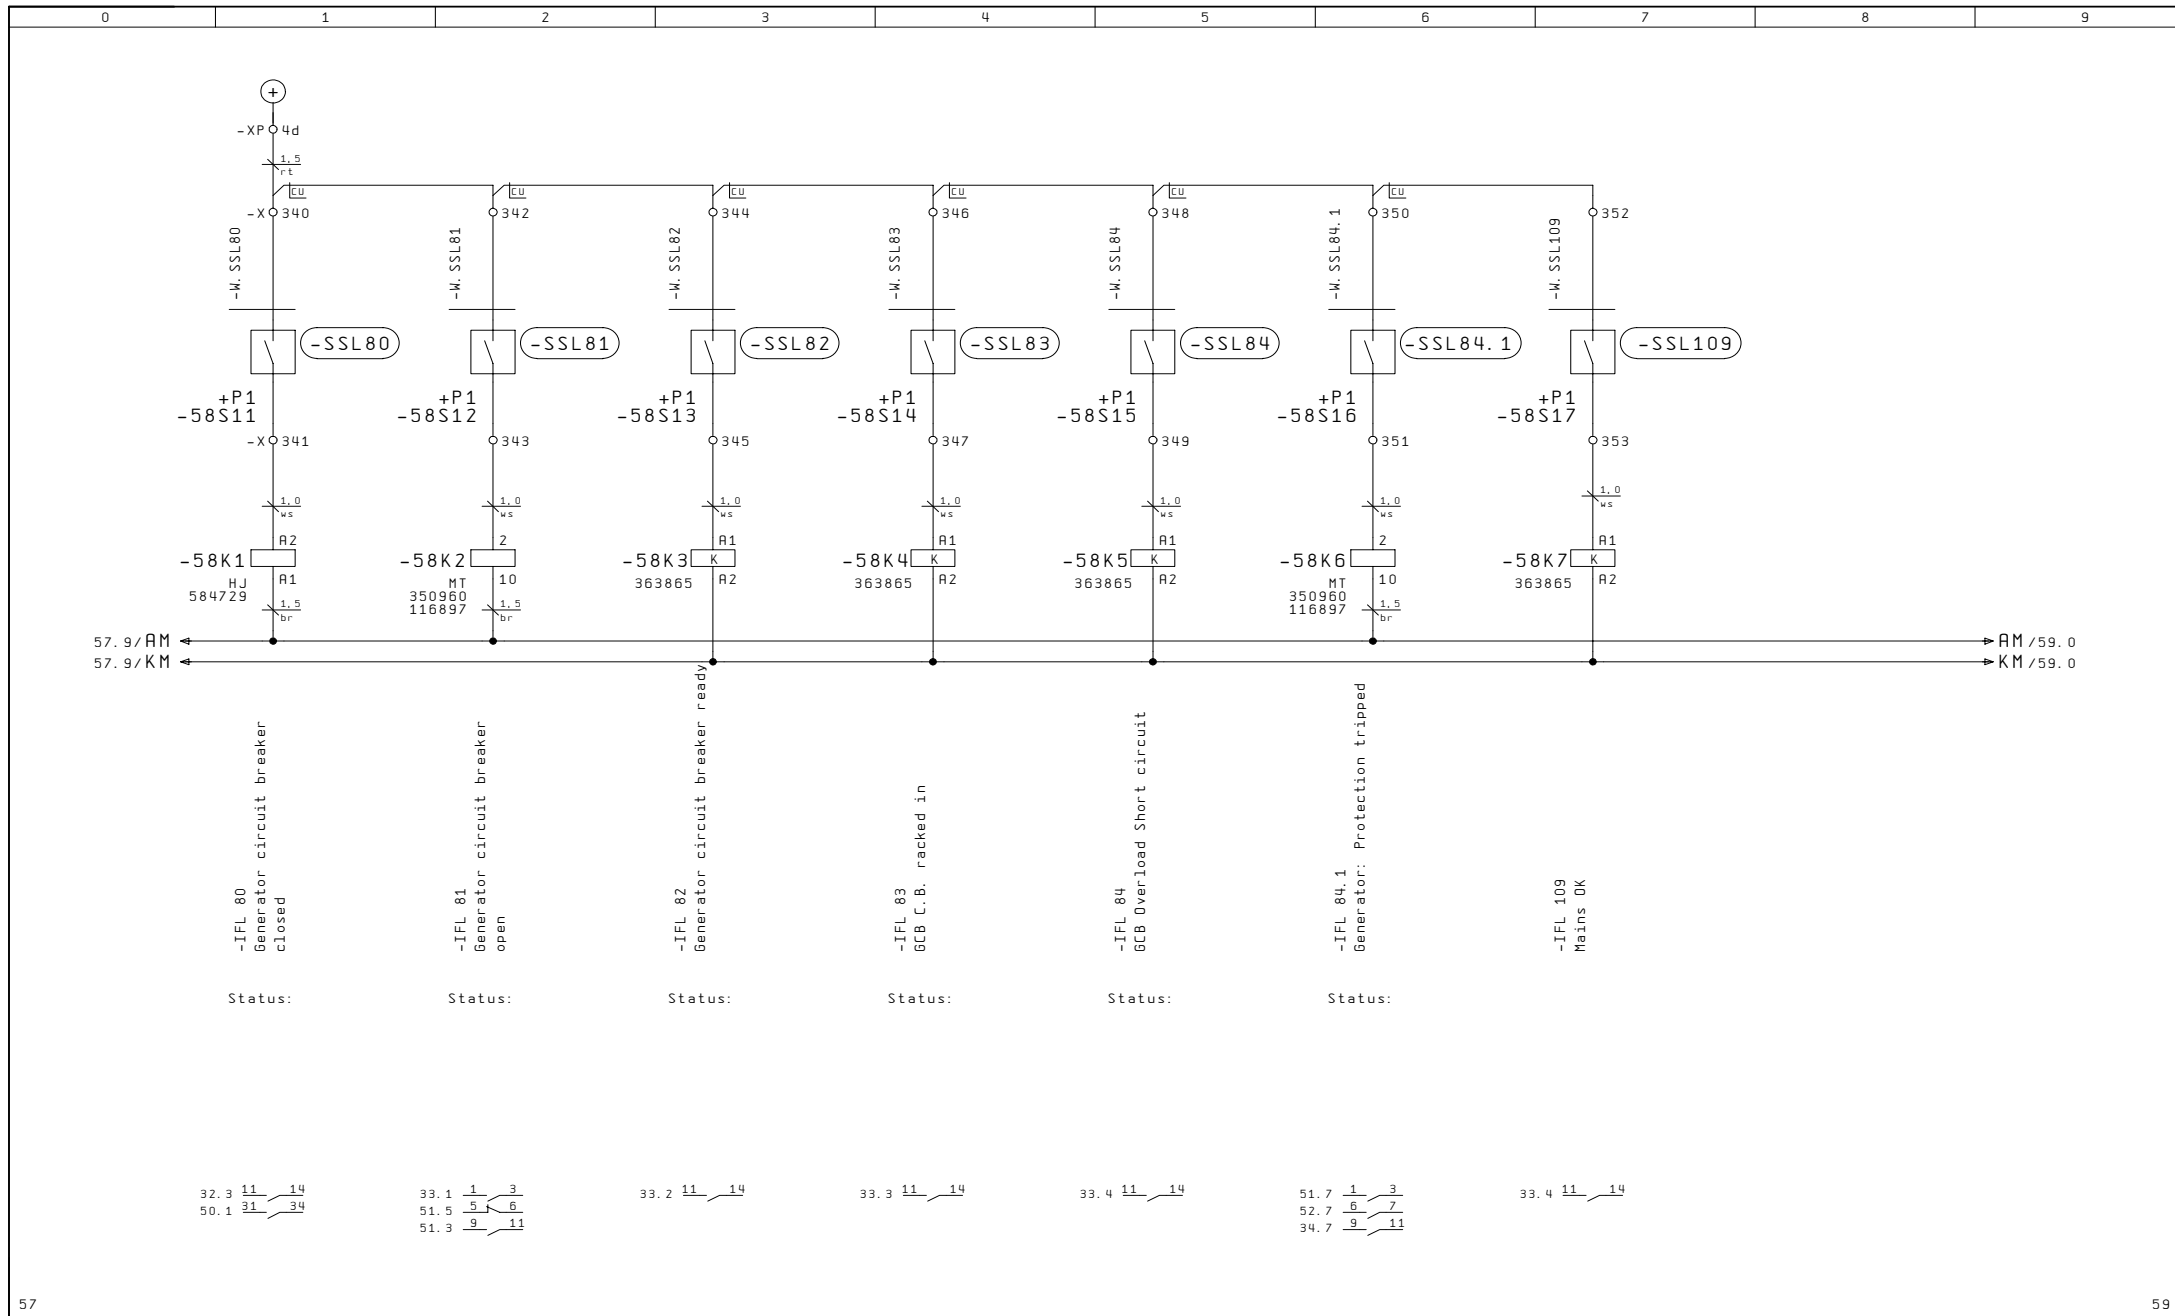 0 1 2 3 4 5 6 7 8 9
+
-XP 4d
1,5
rt
CU CU CU CU CU CU
-X 340 342 344 346 348 350 352
-W.SSL80 -W.SSL81 -W.SSL82 -W.SSL83 -W.SSL84 -W.SSL84.1 -W.SSL109
-SSL80 -SSL81 -SSL82 -SSL83 -SSL84 -SSL84.1 -SSL109
+P1 +P1 +P1 +P1 +P1 +P1 +P1
-58S11 -58S12 -58S13 -58S14 -58S15 -58S16 -58S17
-X 341 343 345 347 349 351 353
1,0 1,0 1,0 1,0 1,0 1,0 1,0
ws ws ws ws ws ws ws
A2 2 A1 A1 A1 2 A1
-58K1 -58K2 -58K3 K -58K4 K -58K5 K -58K6 -58K7 K
HJ A1 MT 10 363865 A2 363865 A2 363865 A2 MT 10 363865 A2
584729 350960 350960
1,5 116897 1,5 116897 1,5
br br br
57.9/AM AM/59.0
57.9/KM KM/59.0
-IFL 80
Generator circuit breaker
closed
-IFL 81
Generator circuit breaker
open
-IFL 82
Generator circuit breaker ready
-IFL 83
GCB C.B. racked in
-IFL 84
GCB Overload Short circuit
-IFL 84.1
Generator: Protection tripped
-IFL 109
Mains OK
Status: Status: Status: Status: Status: Status:
32.3 11 14 33.1 1 3 33.2 11 14 33.3 11 14 33.4 11 14 51.7 1 3 33.4 11 14
50.1 31 34 51.5 5 6 52.7 6 7
51.3 9 11 34.7 9 11
57 59